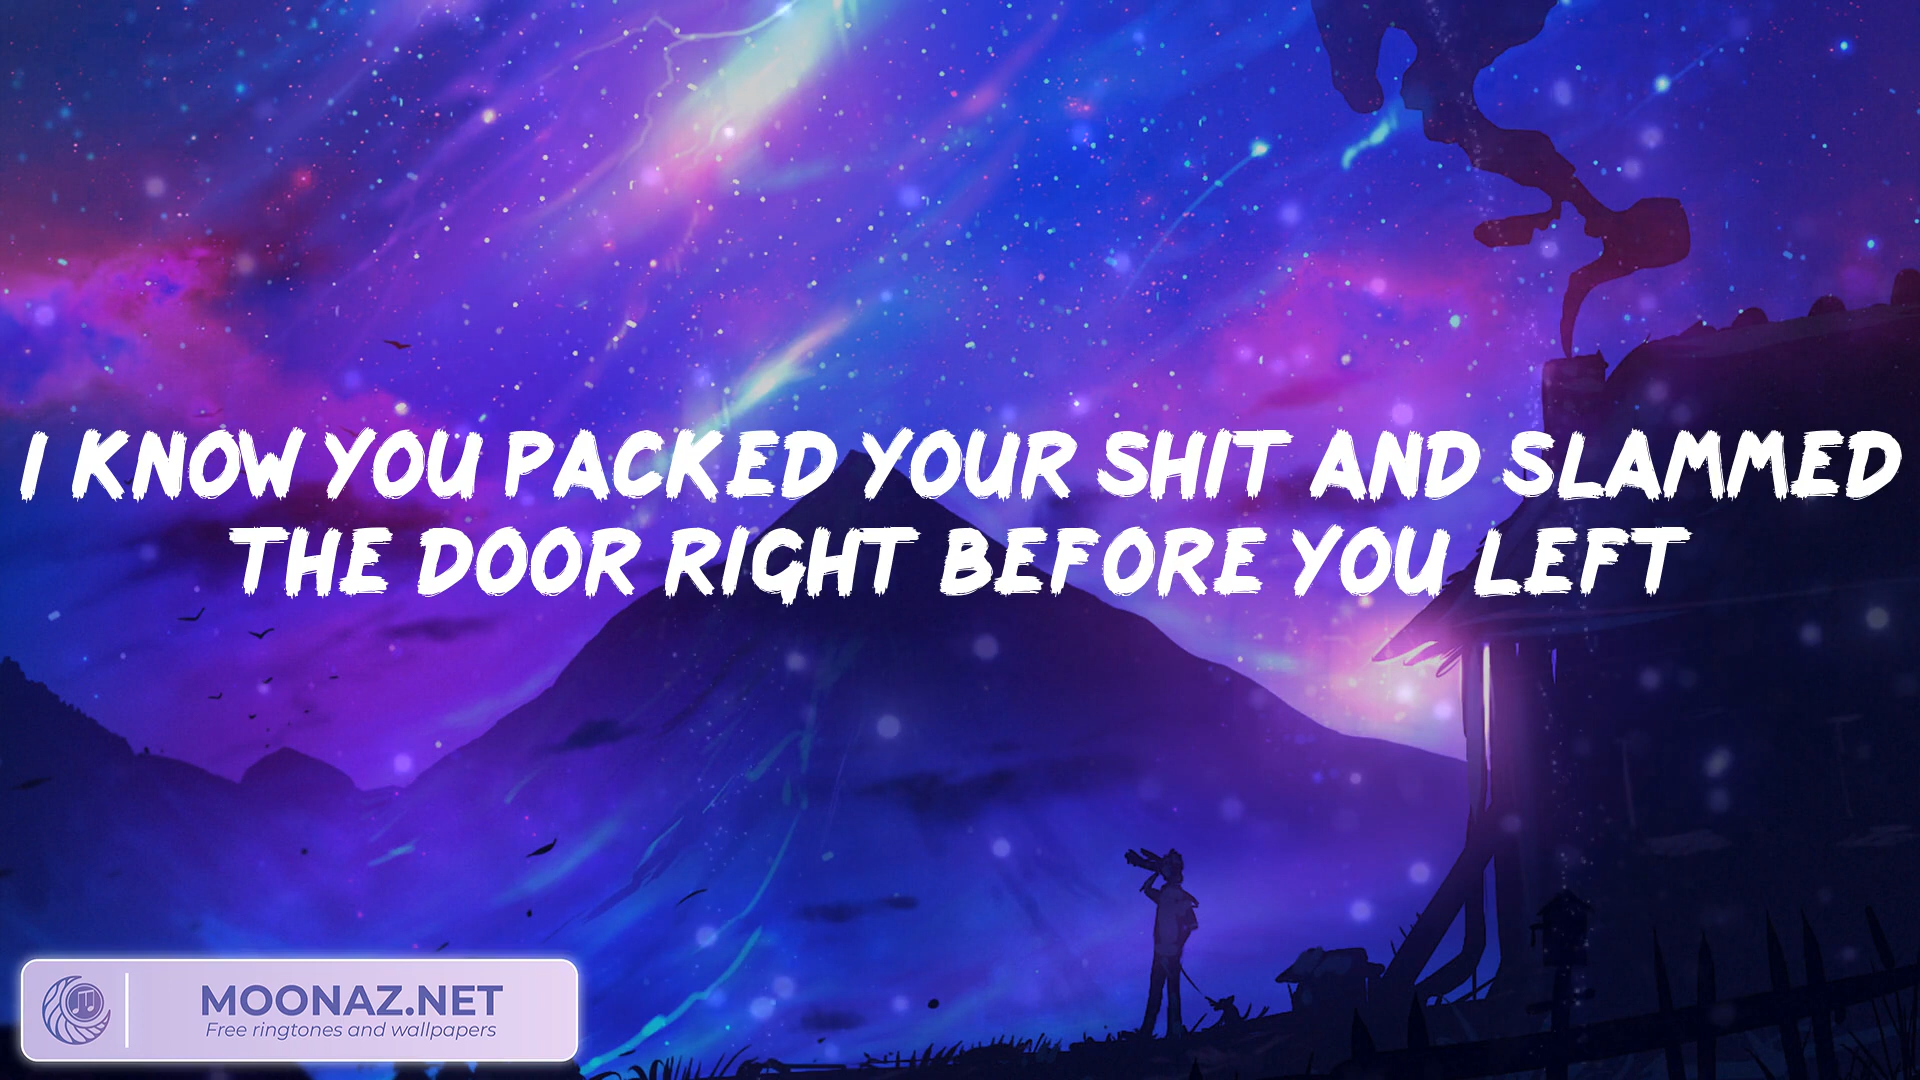 I KNOW YOU PACKED YOUR SHIT AND SLAMMED
THE DOOR RIGHT BEFORE YOU LEFT
MOONAZ.NET
Free ringtones and wallpapers